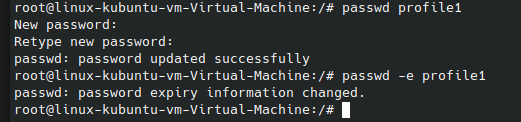 root@linux-kubuntu-vm-Virtual-Machine:/# passwd profile1
New password:
Retype new password:
passwd: password updated successfully
root@linux-kubuntu-vm-Virtual-Machine:/# passwd -e profile1
passwd: password expiry information changed.
root@linux-kubuntu-vm-Virtual-Machine:/#